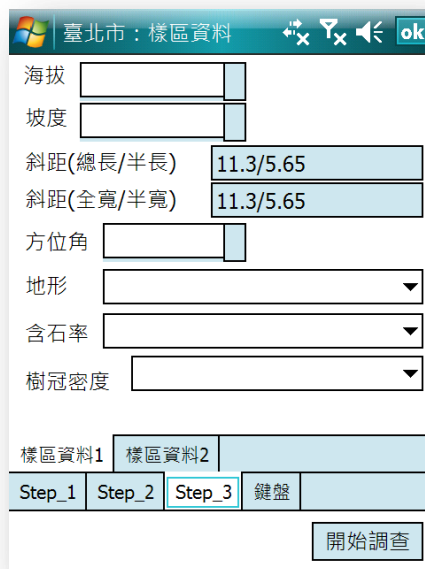 臺北市：樣區資料 ok
海拔
坡度
斜距(總長/半長) 11.3/5.65
斜距(全寬/半寬) 11.3/5.65
方位角
地形
含石率
樹冠密度
樣區資料1 樣區資料2
Step_1 Step_2 Step_3 鍵盤
開始調查